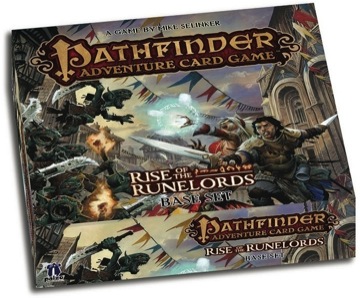 A GAME BY MIKE SELINKER
PATHFINDER
ADVENTURE CARD GAME
RISE
OF THE
RUNELORDS
BASE SET
PATHFINDER
ADVENTURE CARD GAME
RISE OF THE RUNELORDS
BASE SET